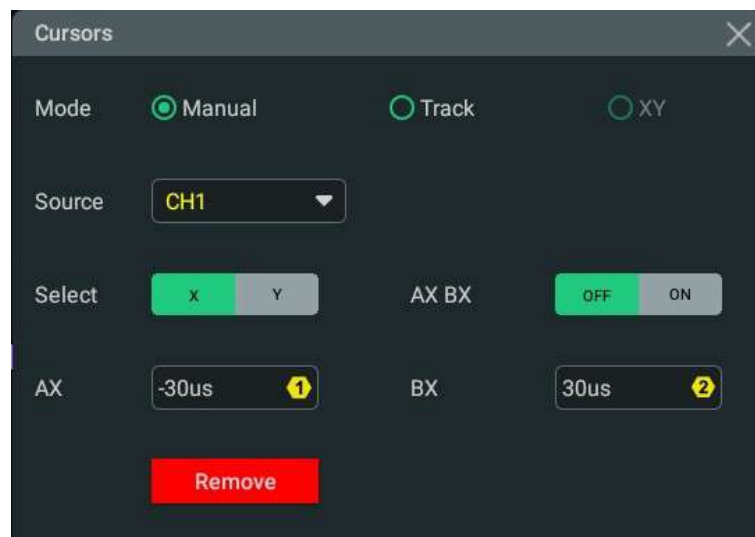 Cursors
Mode Manual Track XY
Source CH1
Select X Y AX BX OFF ON
AX -30us 1 BX 30us 2
Remove